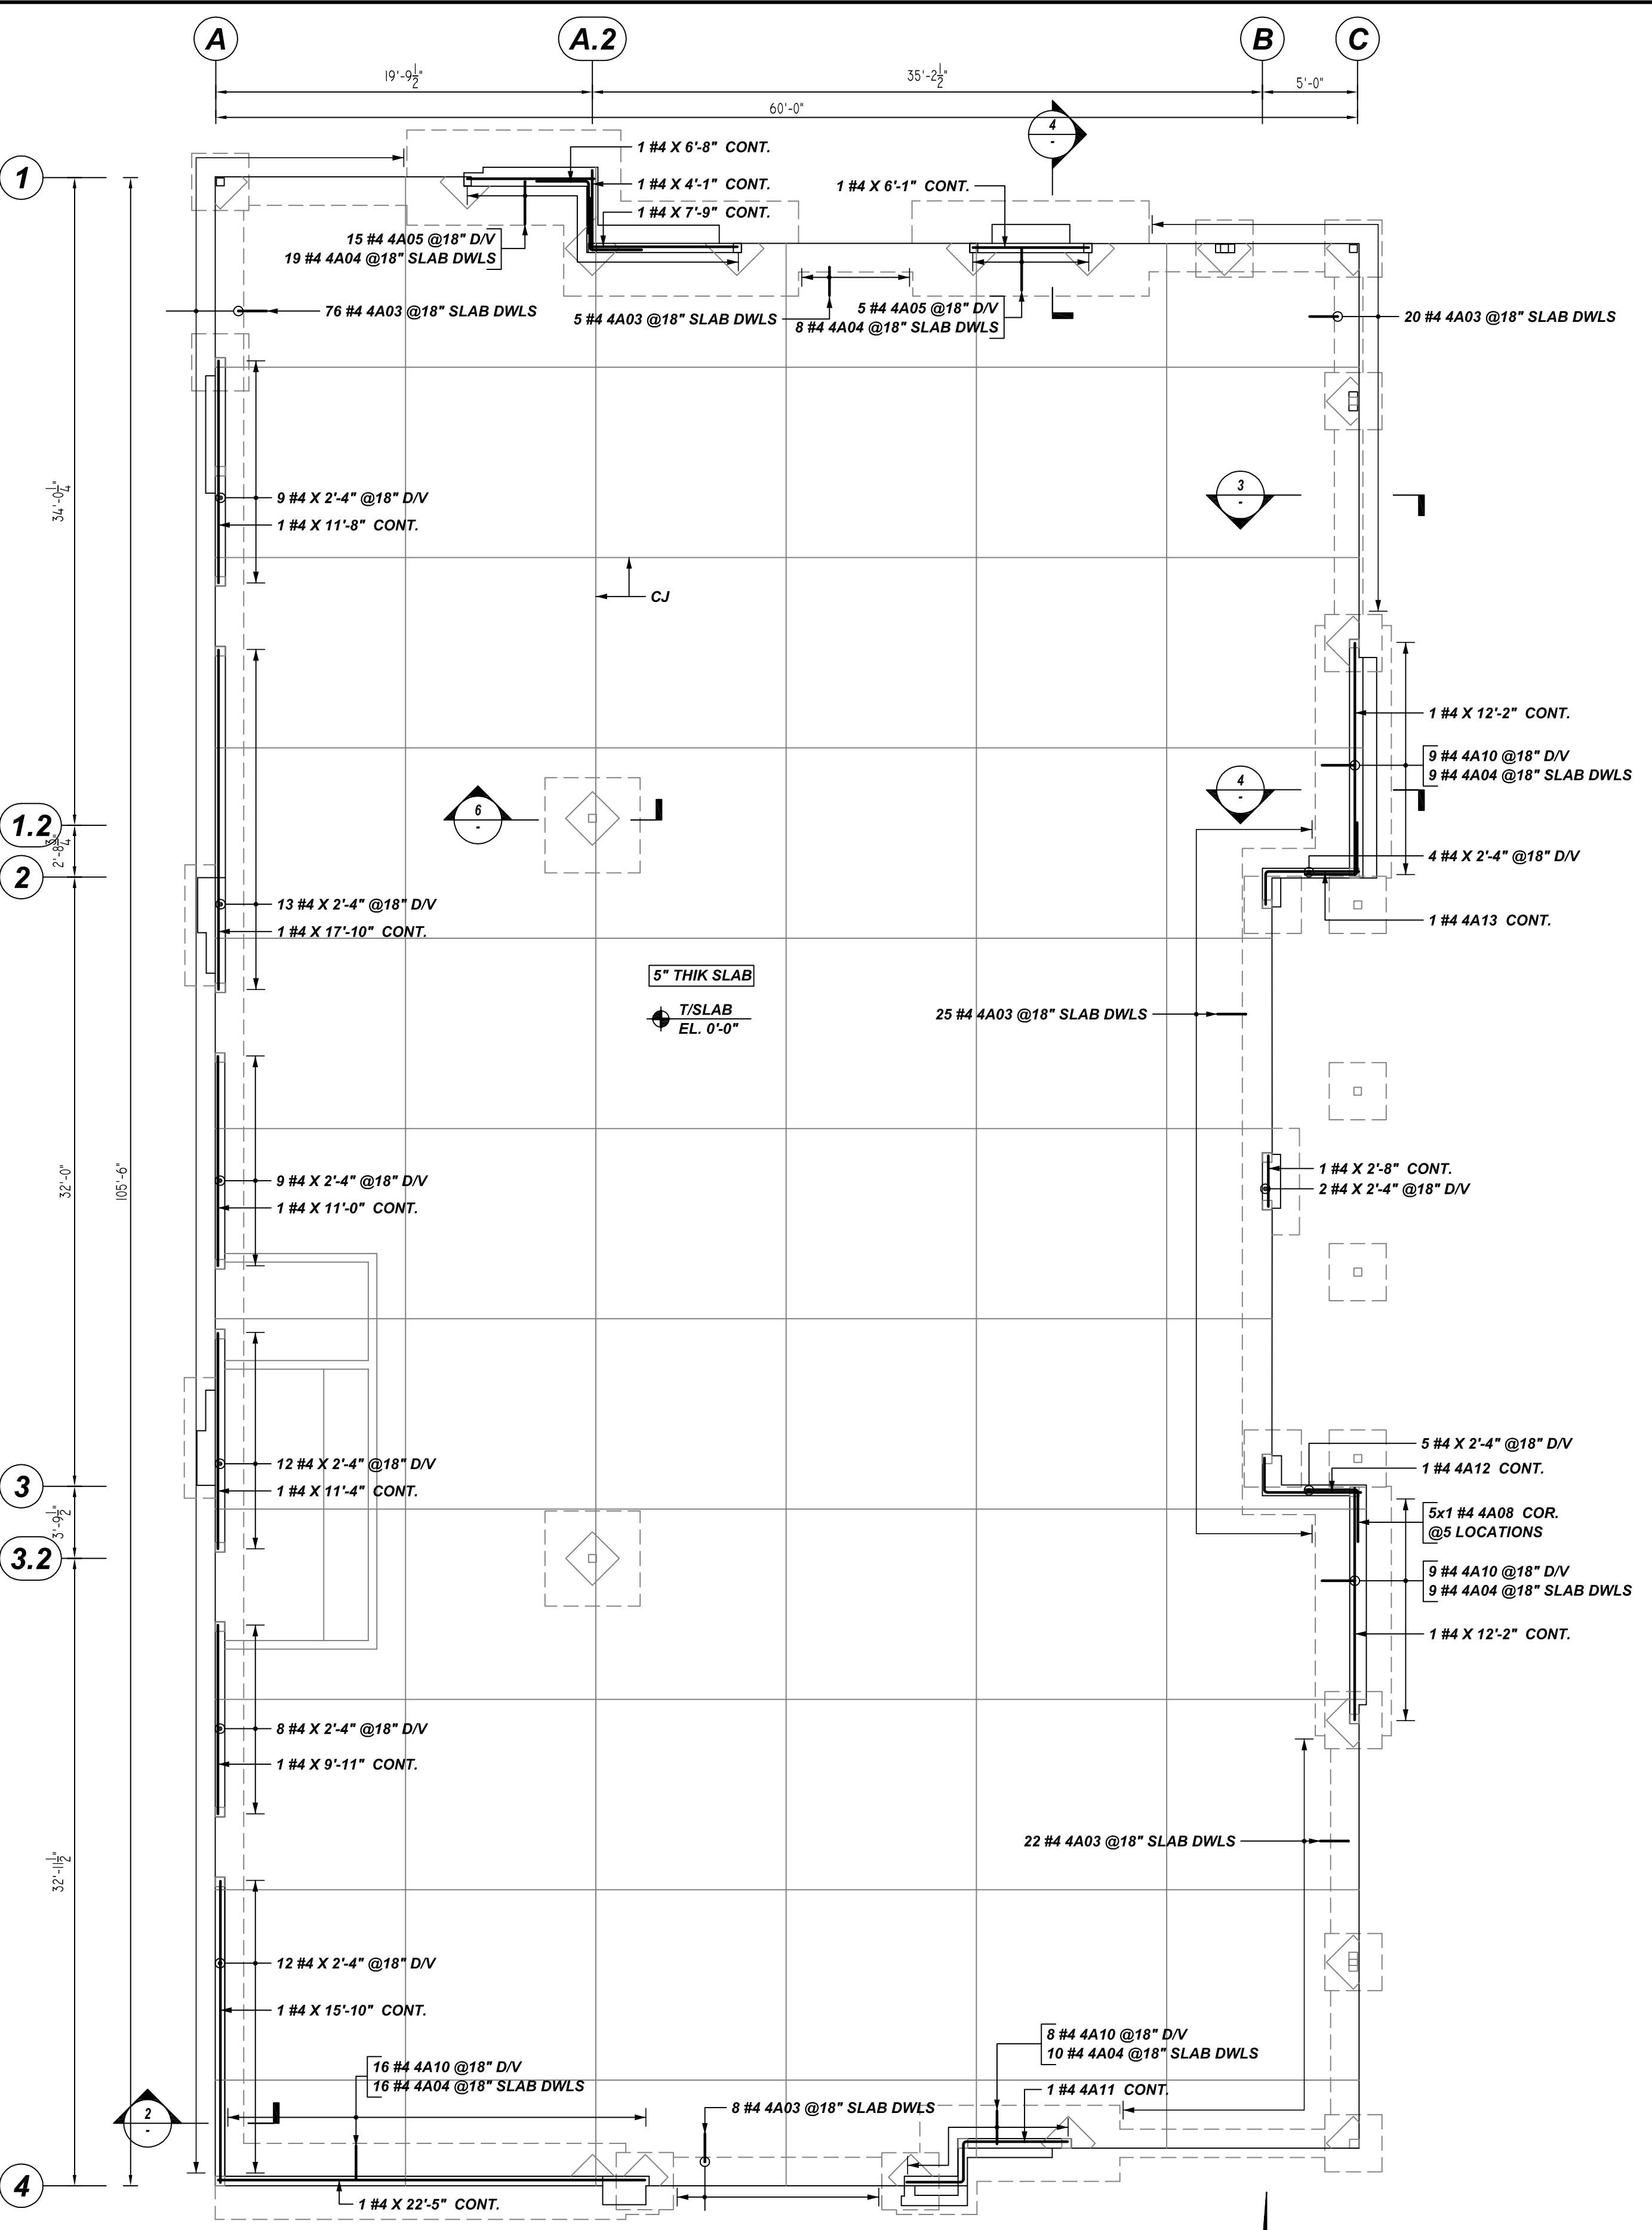 A
A.2
B
C
19'-9 1/2"
35'-2 1/2"
5'-0"
60'-0"
4
-
1
1 #4 X 6'-8" CONT.
1 #4 X 4'-1" CONT.
1 #4 X 7'-9" CONT.
1 #4 X 6'-1" CONT.
15 #4 4A05 @18" D/V
19 #4 4A04 @18" SLAB DWLS
76 #4 4A03 @18" SLAB DWLS
5 #4 4A03 @18" SLAB DWLS
5 #4 4A05 @18" D/V
8 #4 4A04 @18" SLAB DWLS
20 #4 4A03 @18" SLAB DWLS
34'-0 1/4"
9 #4 X 2'-4" @18" D/V
1 #4 X 11'-8" CONT.
3
-
CJ
1 #4 X 12'-2" CONT.
9 #4 4A10 @18" D/V
9 #4 4A04 @18" SLAB DWLS
4
-
6
-
1.2
2'-8 3/4"
2
4 #4 X 2'-4" @18" D/V
13 #4 X 2'-4" @18" D/V
1 #4 X 17'-10" CONT.
1 #4 4A13 CONT.
5" THIK SLAB
T/SLAB
EL. 0'-0"
25 #4 4A03 @18" SLAB DWLS
32'-0"
105'-6"
9 #4 X 2'-4" @18" D/V
1 #4 X 11'-0" CONT.
1 #4 X 2'-8" CONT.
2 #4 X 2'-4" @18" D/V
12 #4 X 2'-4" @18" D/V
1 #4 X 11'-4" CONT.
5 #4 X 2'-4" @18" D/V
1 #4 4A12 CONT.
3
3'-9 1/2"
3.2
5x1 #4 4A08 COR.
@5 LOCATIONS
9 #4 4A10 @18" D/V
9 #4 4A04 @18" SLAB DWLS
1 #4 X 12'-2" CONT.
8 #4 X 2'-4" @18" D/V
1 #4 X 9'-11" CONT.
32'-11 1/2"
22 #4 4A03 @18" SLAB DWLS
12 #4 X 2'-4" @18" D/V
1 #4 X 15'-10" CONT.
16 #4 4A10 @18" D/V
16 #4 4A04 @18" SLAB DWLS
8 #4 4A10 @18" D/V
10 #4 4A04 @18" SLAB DWLS
1 #4 4A11 CONT.
8 #4 4A03 @18" SLAB DWLS
2
-
4
1 #4 X 22'-5" CONT.